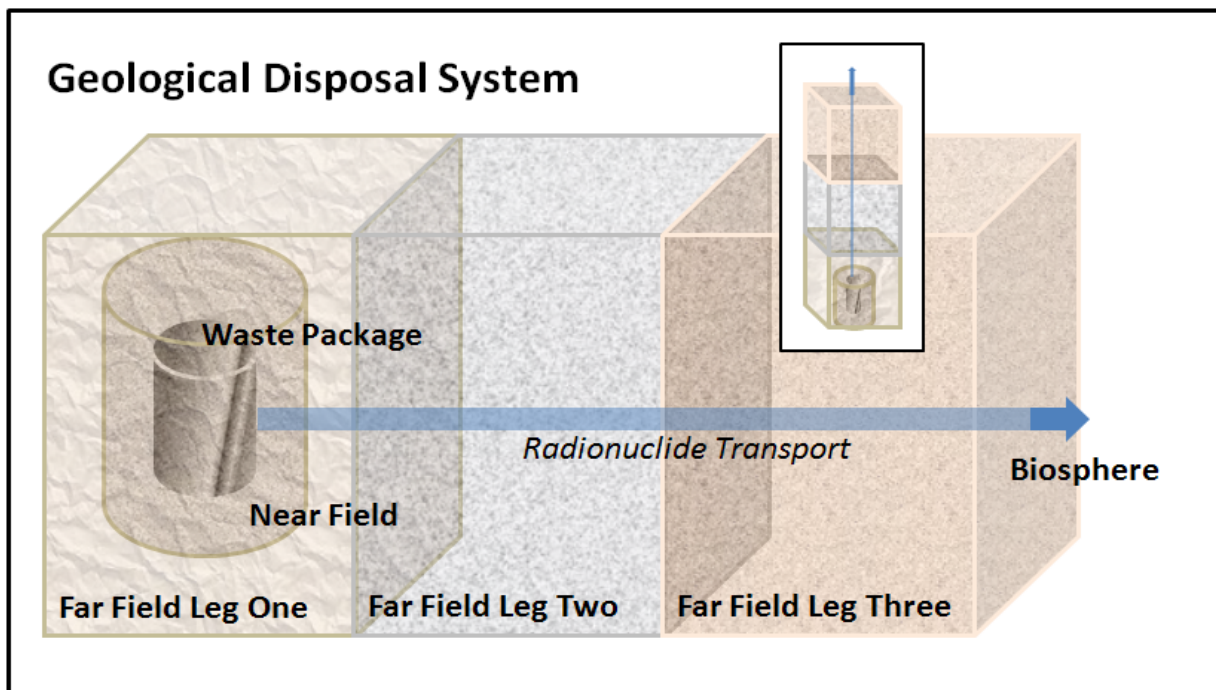 Geological Disposal System
Waste Package
Radionuclide Transport
Biosphere
Near Field
Far Field Leg One
Far Field Leg Two
Far Field Leg Three